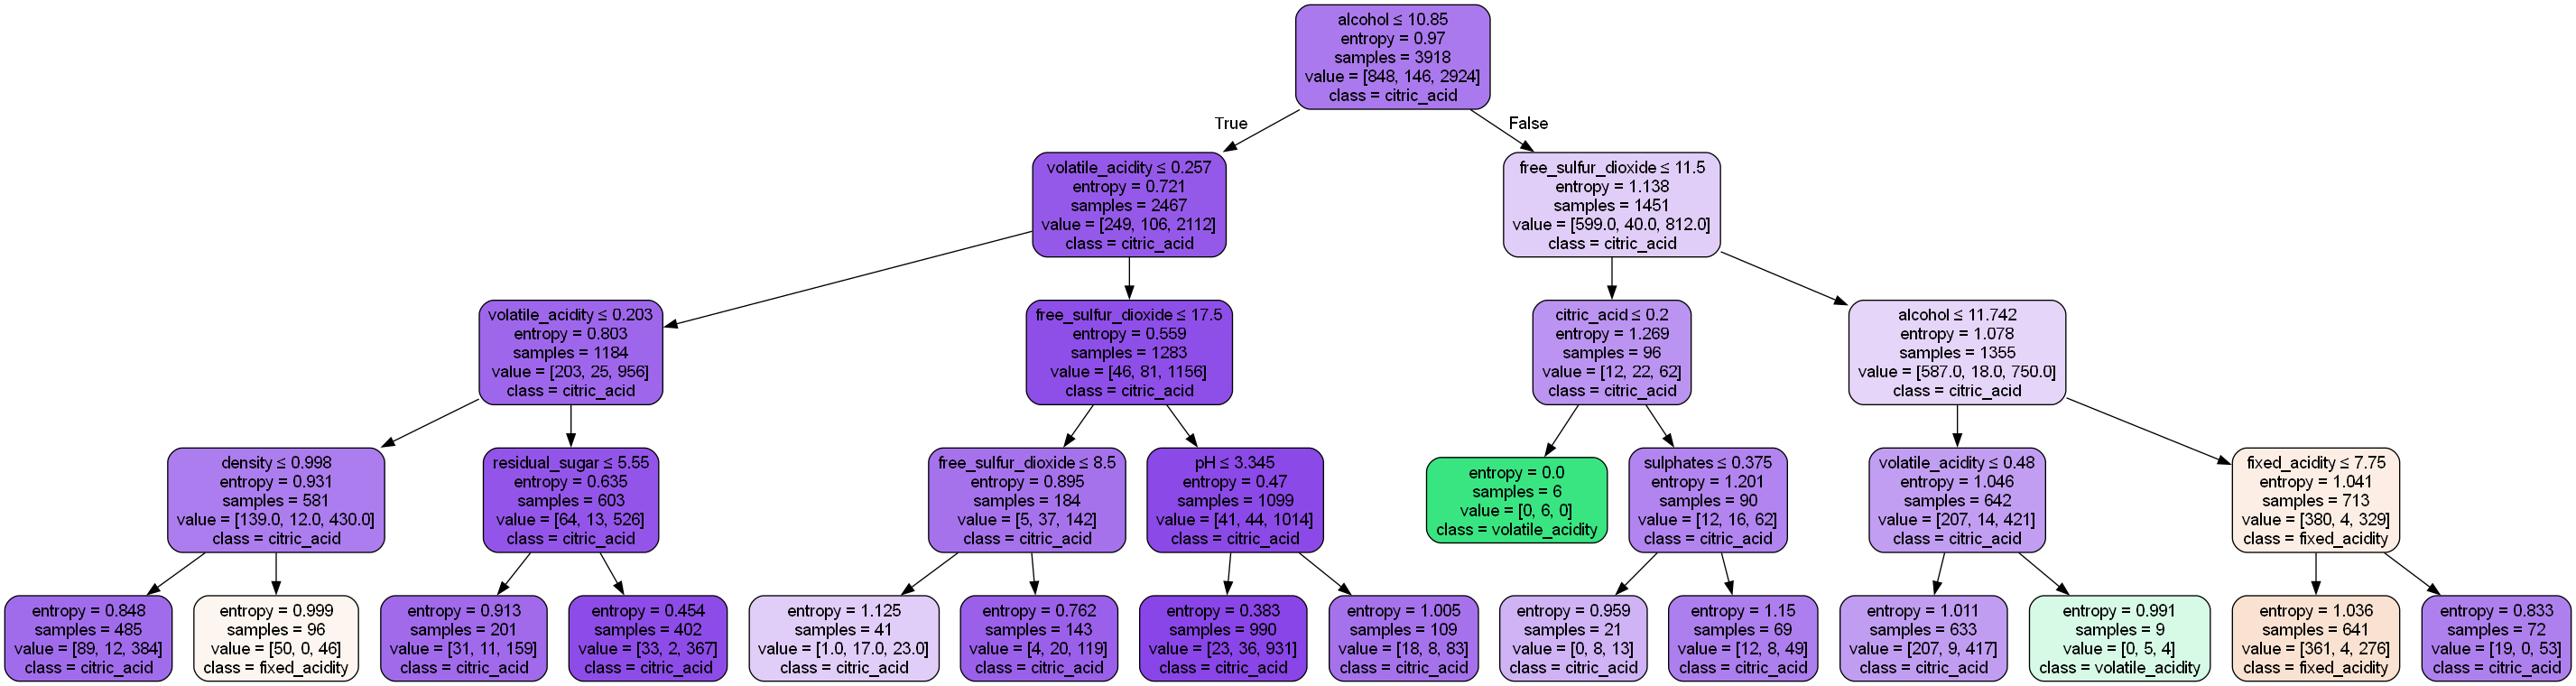 alcohol ≤ 10.85
entropy = 0.97
samples = 3918
value = [848, 146, 2924]
class = citric_acid
True
False
volatile_acidity ≤ 0.257
entropy = 0.721
samples = 2467
value = [249, 106, 2112]
class = citric_acid
free_sulfur_dioxide ≤ 11.5
entropy = 1.138
samples = 1451
value = [599.0, 40.0, 812.0]
class = citric_acid
volatile_acidity ≤ 0.203
entropy = 0.803
samples = 1184
value = [203, 25, 956]
class = citric_acid
free_sulfur_dioxide ≤ 17.5
entropy = 0.559
samples = 1283
value = [46, 81, 1156]
class = citric_acid
citric_acid ≤ 0.2
entropy = 1.269
samples = 96
value = [12, 22, 62]
class = citric_acid
alcohol ≤ 11.742
entropy = 1.078
samples = 1355
value = [587.0, 18.0, 750.0]
class = citric_acid
density ≤ 0.998
entropy = 0.931
samples = 581
value = [139.0, 12.0, 430.0]
class = citric_acid
residual_sugar ≤ 5.55
entropy = 0.635
samples = 603
value = [64, 13, 526]
class = citric_acid
free_sulfur_dioxide ≤ 8.5
entropy = 0.895
samples = 184
value = [5, 37, 142]
class = citric_acid
pH ≤ 3.345
entropy = 0.47
samples = 1099
value = [41, 44, 1014]
class = citric_acid
entropy = 0.0
samples = 6
value = [0, 6, 0]
class = volatile_acidity
sulphates ≤ 0.375
entropy = 1.201
samples = 90
value = [12, 16, 62]
class = citric_acid
volatile_acidity ≤ 0.48
entropy = 1.046
samples = 642
value = [207, 14, 421]
class = citric_acid
fixed_acidity ≤ 7.75
entropy = 1.041
samples = 713
value = [380, 4, 329]
class = fixed_acidity
entropy = 0.848
samples = 485
value = [89, 12, 384]
class = citric_acid
entropy = 0.999
samples = 96
value = [50, 0, 46]
class = fixed_acidity
entropy = 0.913
samples = 201
value = [31, 11, 159]
class = citric_acid
entropy = 0.454
samples = 402
value = [33, 2, 367]
class = citric_acid
entropy = 1.125
samples = 41
value = [1.0, 17.0, 23.0]
class = citric_acid
entropy = 0.762
samples = 143
value = [4, 20, 119]
class = citric_acid
entropy = 0.383
samples = 990
value = [23, 36, 931]
class = citric_acid
entropy = 1.005
samples = 109
value = [18, 8, 83]
class = citric_acid
entropy = 0.959
samples = 21
value = [0, 8, 13]
class = citric_acid
entropy = 1.15
samples = 69
value = [12, 8, 49]
class = citric_acid
entropy = 1.011
samples = 633
value = [207, 9, 417]
class = citric_acid
entropy = 0.991
samples = 9
value = [0, 5, 4]
class = volatile_acidity
entropy = 1.036
samples = 641
value = [361, 4, 276]
class = fixed_acidity
entropy = 0.833
samples = 72
value = [19, 0, 53]
class = citric_acid